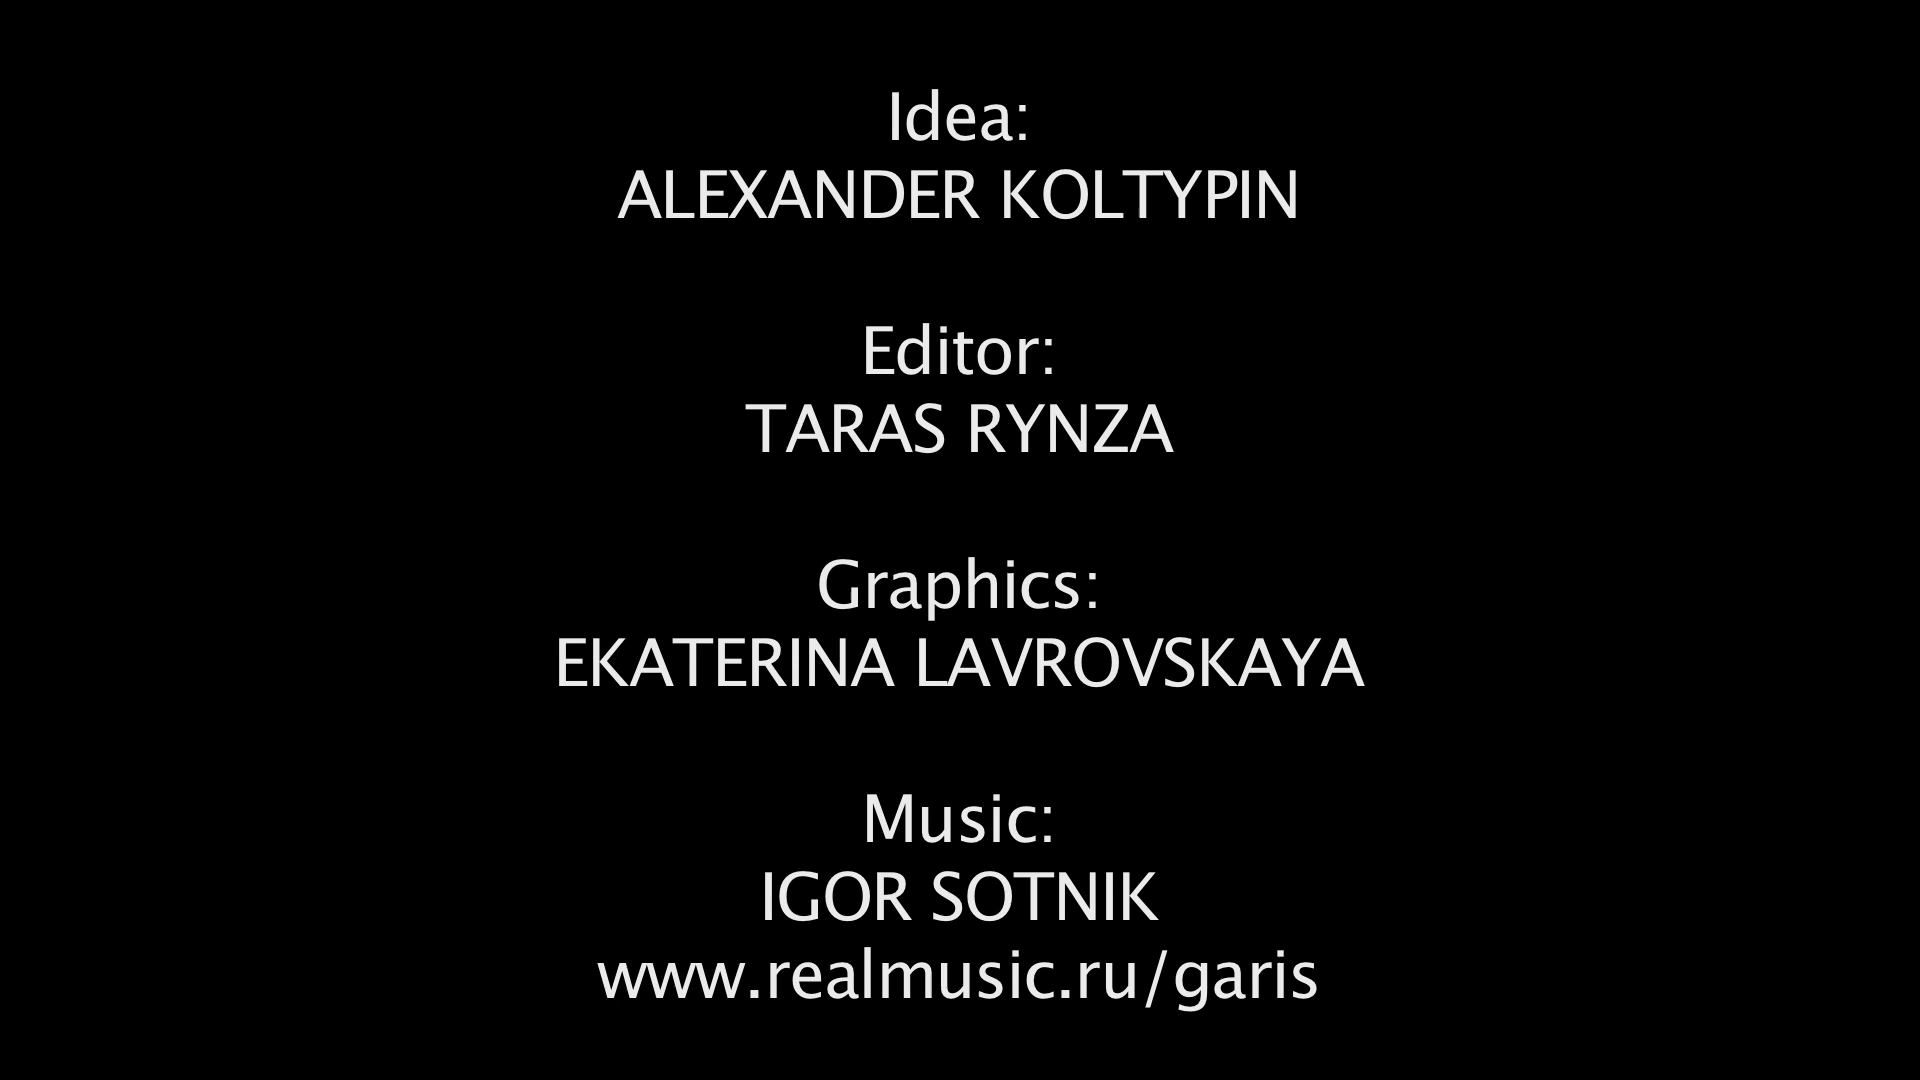 Idea:
ALEXANDER KOLTYPIN
Editor:
TARAS RYNZA
Graphics:
EKATERINA LAVROVSKAYA
Music:
IGOR SOTNIK
www.realmusic.ru/garis